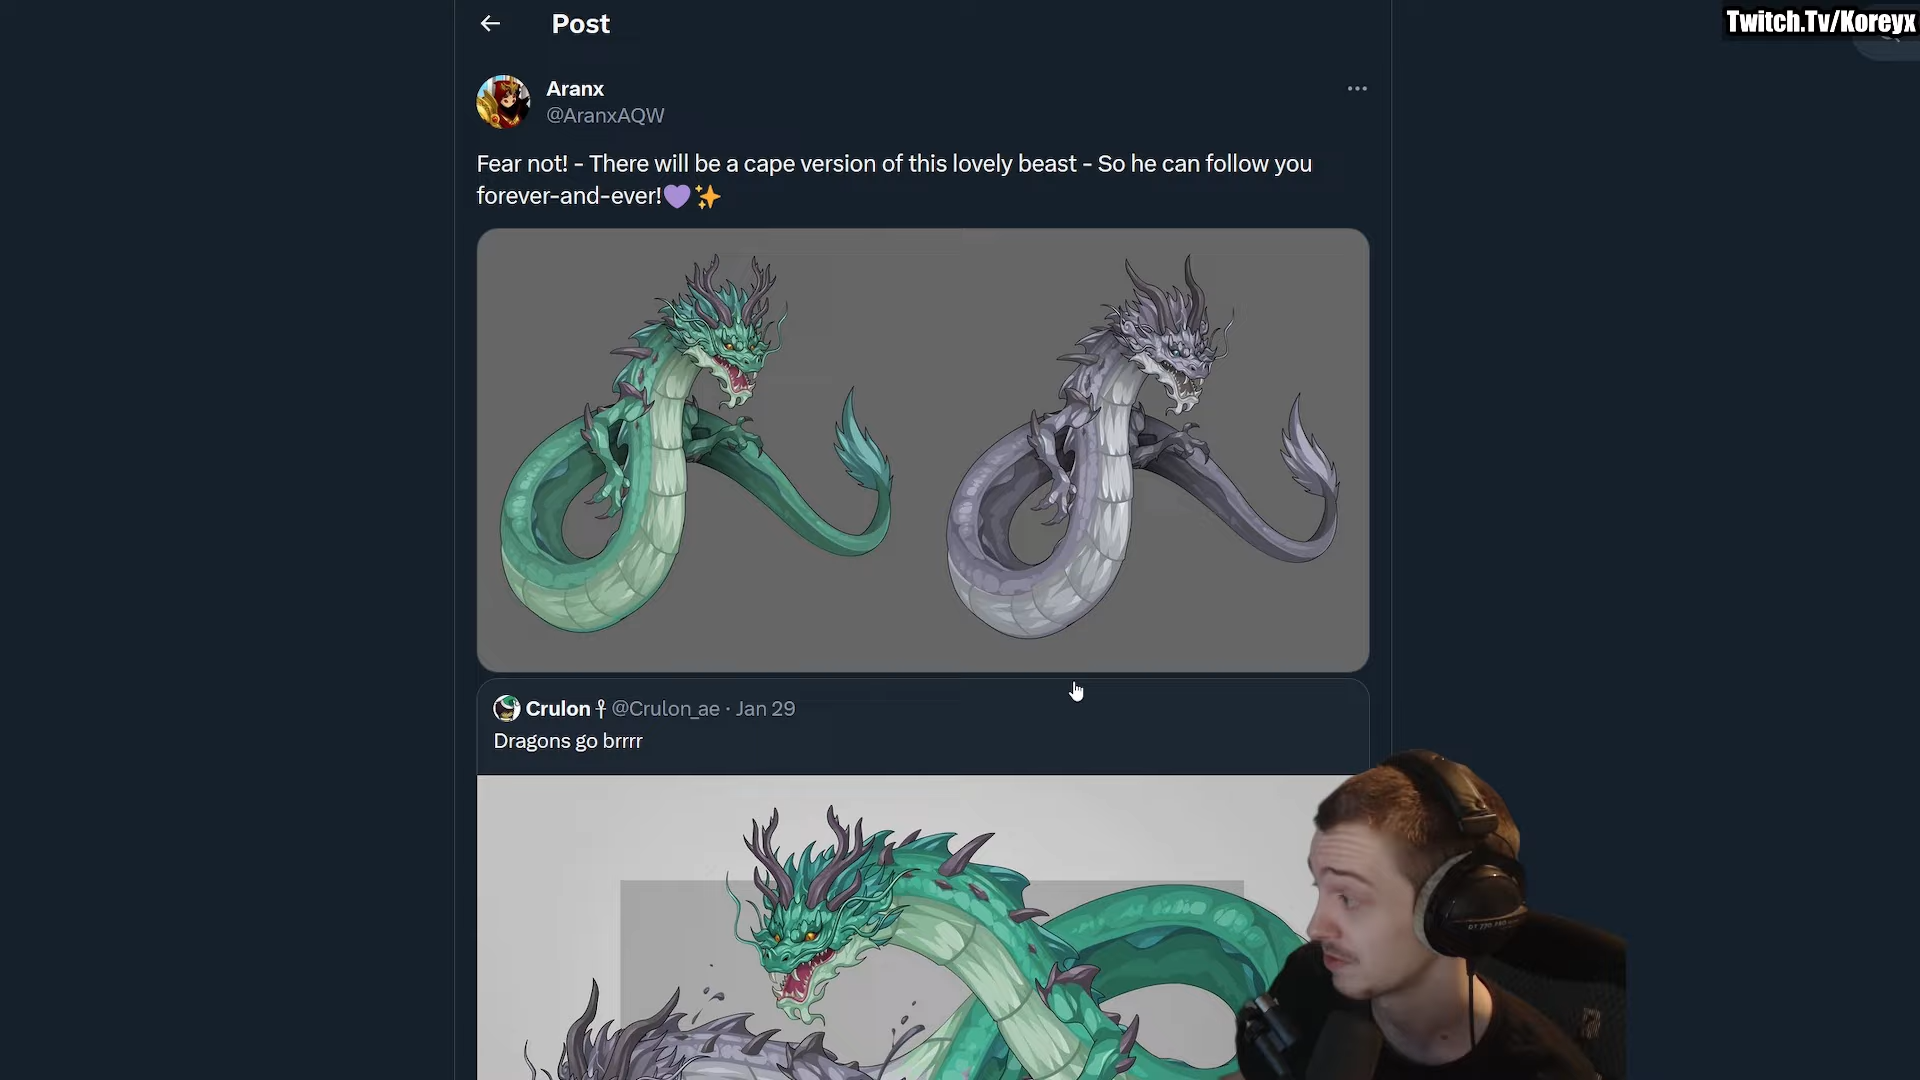 Twitch.Tv/Koreyx
Post
Aranx
@AranxAQW
Fear not! - There will be a cape version of this lovely beast - So he can follow you
forever-and-ever!💜✨
Crulon @Crulon_ae · Jan 29
Dragons go brrrr